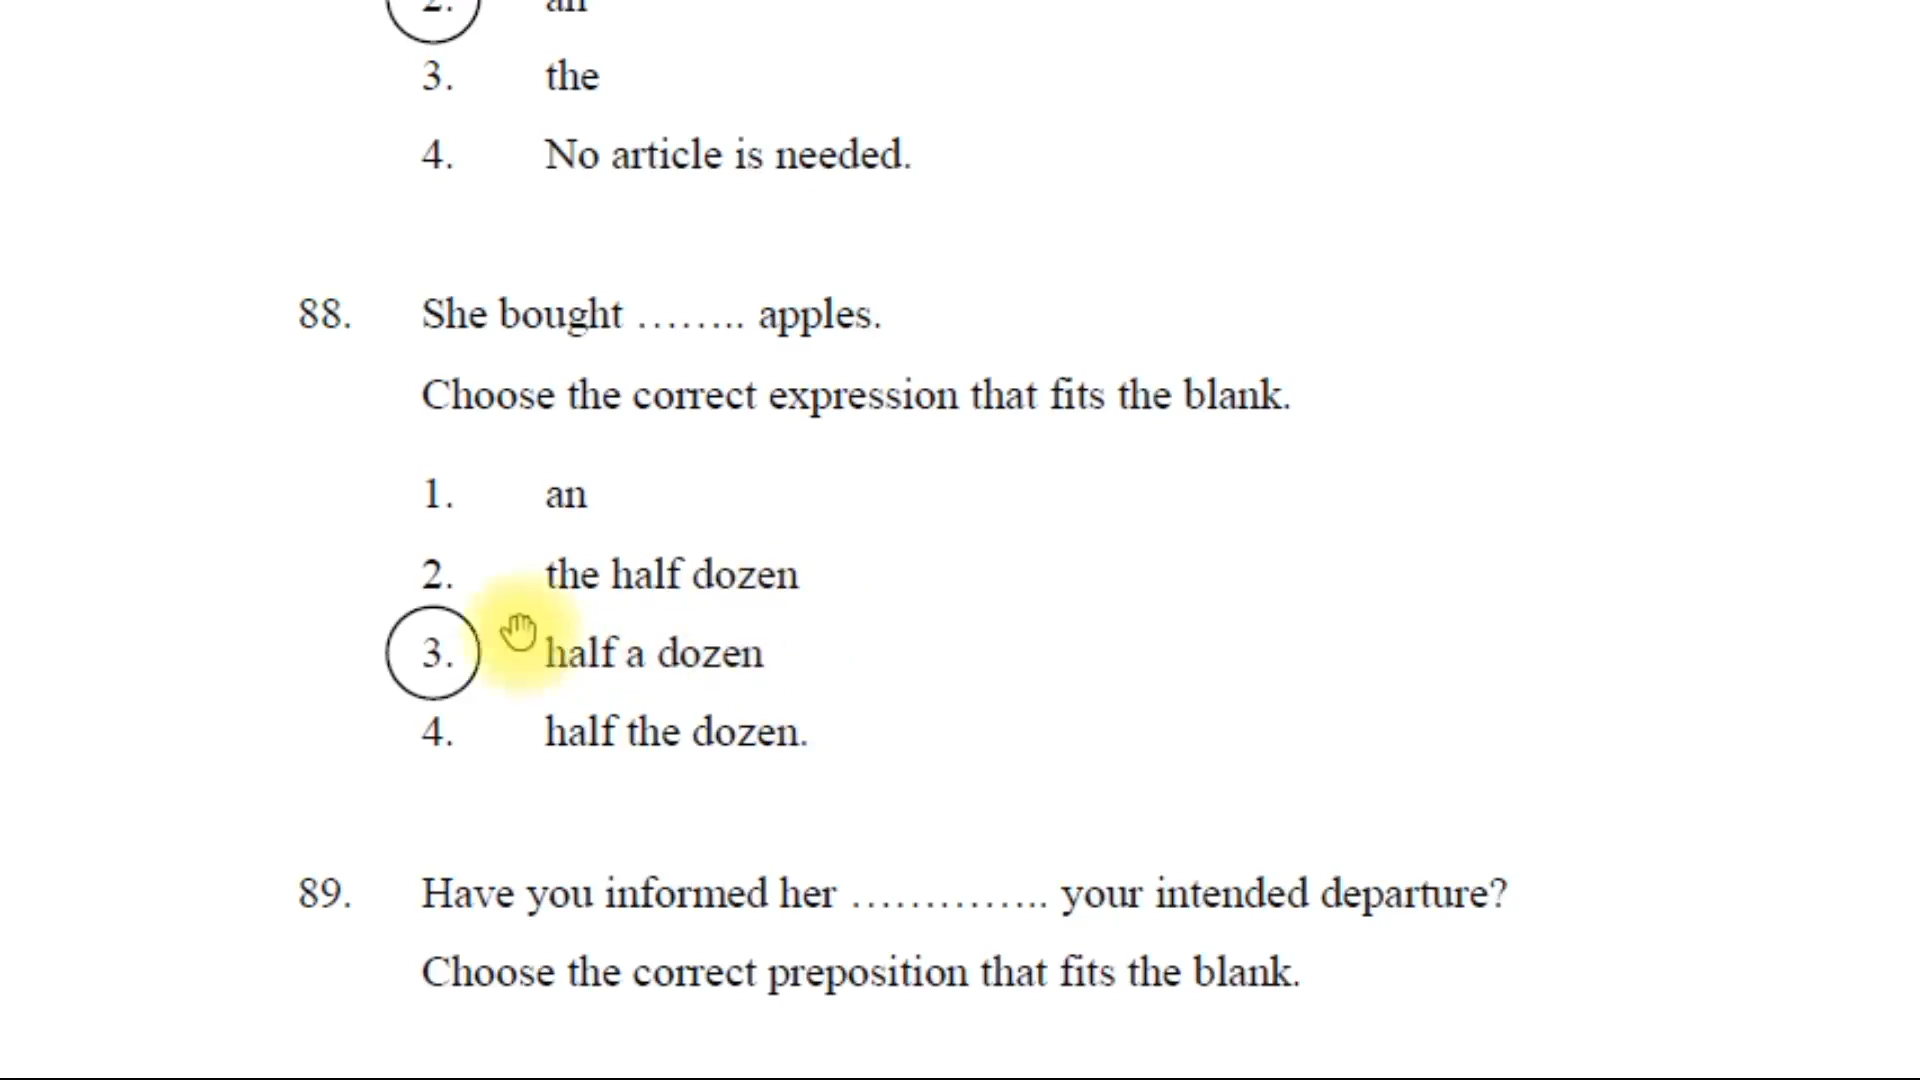 2. an
3. the
4. No article is needed.
88. She bought …….. apples.
Choose the correct expression that fits the blank.
1. an
2. the half dozen
3. half a dozen
4. half the dozen.
89. Have you informed her ………….. your intended departure?
Choose the correct preposition that fits the blank.